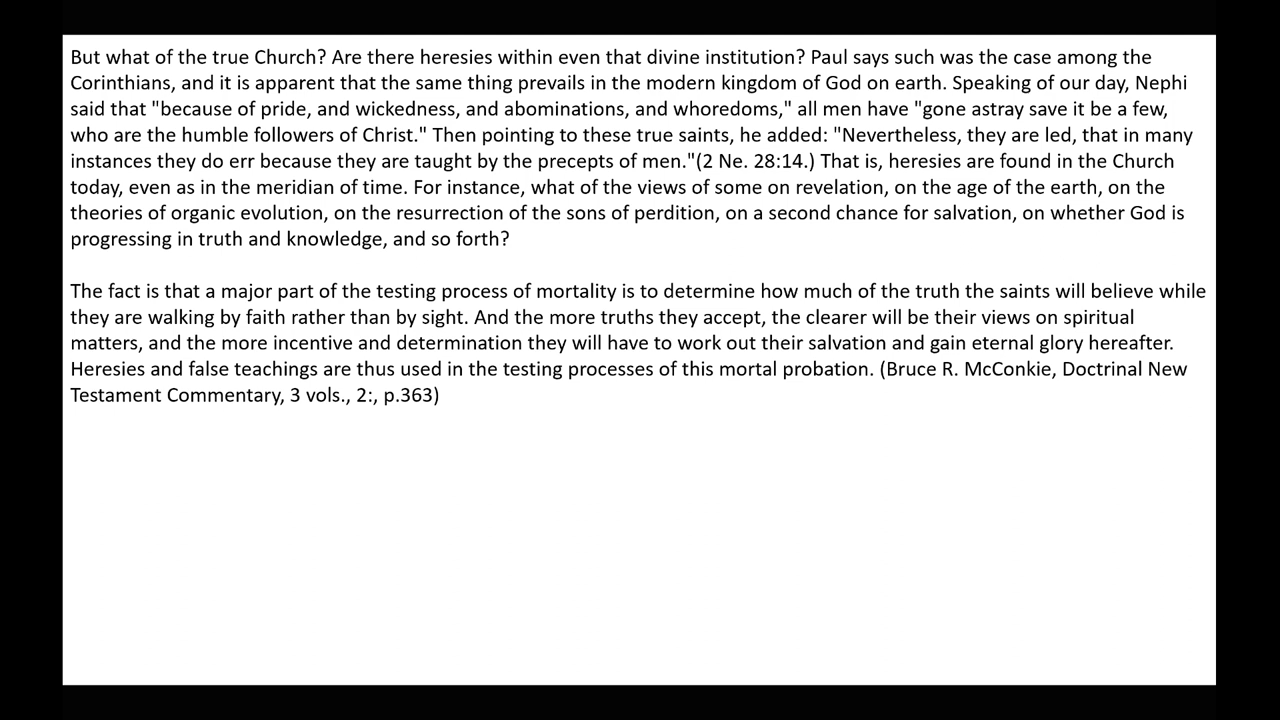 But what of the true Church? Are there heresies within even that divine institution? Paul says such was the case among the
Corinthians, and it is apparent that the same thing prevails in the modern kingdom of God on earth. Speaking of our day, Nephi
said that "because of pride, and wickedness, and abominations, and whoredoms," all men have "gone astray save it be a few,
who are the humble followers of Christ." Then pointing to these true saints, he added: "Nevertheless, they are led, that in many
instances they do err because they are taught by the precepts of men."(2 Ne. 28:14.) That is, heresies are found in the Church
today, even as in the meridian of time. For instance, what of the views of some on revelation, on the age of the earth, on the
theories of organic evolution, on the resurrection of the sons of perdition, on a second chance for salvation, on whether God is
progressing in truth and knowledge, and so forth?
The fact is that a major part of the testing process of mortality is to determine how much of the truth the saints will believe while
they are walking by faith rather than by sight. And the more truths they accept, the clearer will be their views on spiritual
matters, and the more incentive and determination they will have to work out their salvation and gain eternal glory hereafter.
Heresies and false teachings are thus used in the testing processes of this mortal probation. (Bruce R. McConkie, Doctrinal New
Testament Commentary, 3 vols., 2:, p.363)